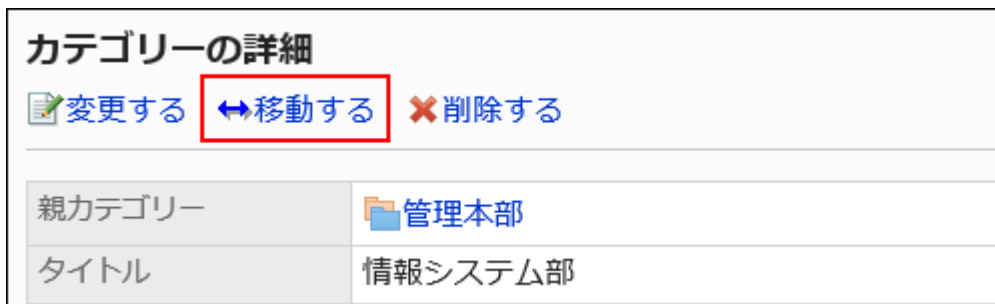 カテゴリーの詳細
変更する 移動する 削除する
親カテゴリー 管理本部
タイトル 情報システム部